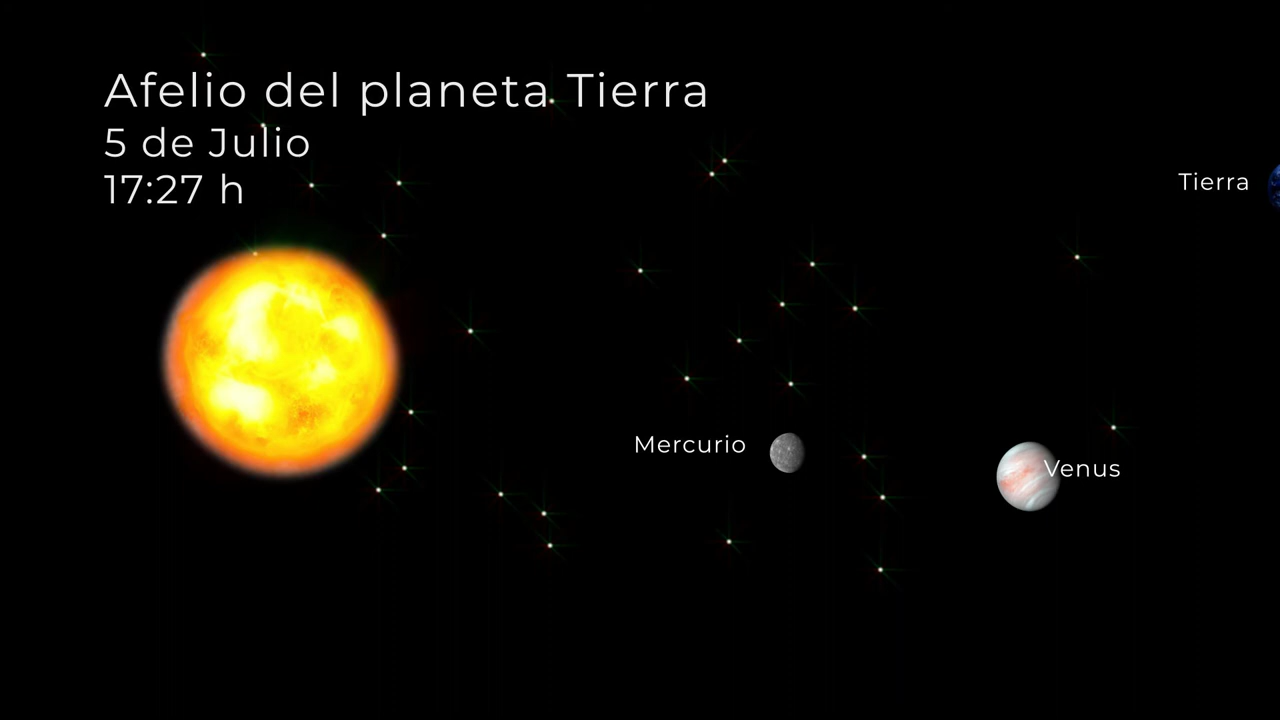 Afelio del planeta Tierra
5 de Julio
17:27 h
Tierra
Mercurio
Venus